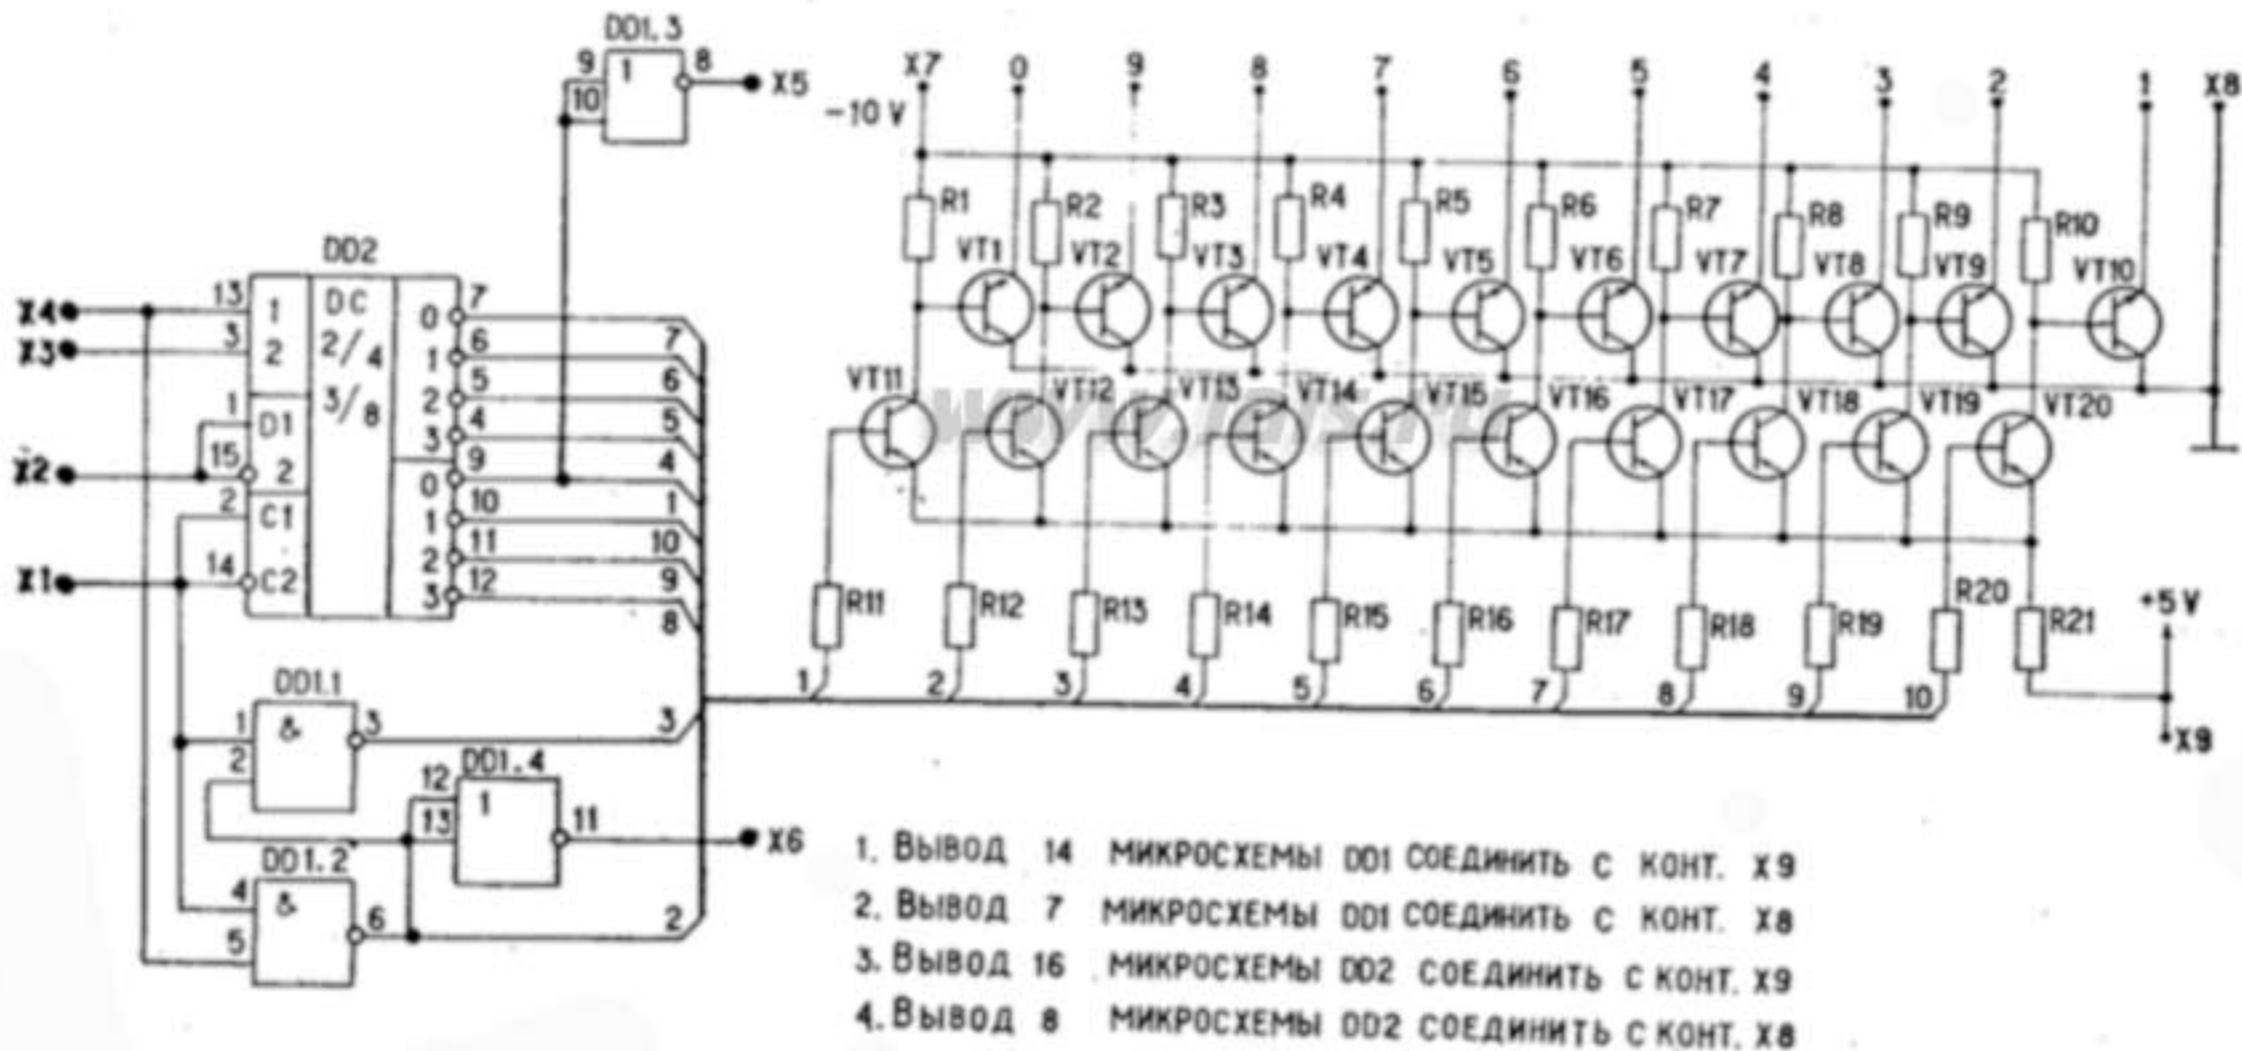 DD1.3
9 1 8 X5
10
X7 0 9 8 7 6 5 4 3 2 1 X8
-10 V
R1 R2 R3 R4 R5 R6 R7 R8 R9 R10
VT1 VT2 VT3 VT4 VT5 VT6 VT7 VT8 VT9 VT10
DD2
X4 13 1 DC 0 7 7
X3 3 2 2/4 1 6 6
3/8 2 5 5
1 D1 3 4 4
X2 15 2 0 9 1
2 C1 1 10 10
2 11 9
X1 14 C2 3 12 8
VT11 VT12 VT13 VT14 VT15 VT16 VT17 VT18 VT19 VT20
R11 R12 R13 R14 R15 R16 R17 R18 R19 R20 R21
+5 V
1 2 3 4 5 6 7 8 9 10
X9
DD1.1
1 & 3 3
2
DD1.4
12 1 11 X6
13
DD1.2
4 & 6 2
5
1. ВЫВОД 14 МИКРОСХЕМЫ DD1 СОЕДИНИТЬ С КОНТ. X9
2. ВЫВОД 7 МИКРОСХЕМЫ DD1 СОЕДИНИТЬ С КОНТ. X8
3. ВЫВОД 16 МИКРОСХЕМЫ DD2 СОЕДИНИТЬ С КОНТ. X9
4. ВЫВОД 8 МИКРОСХЕМЫ DD2 СОЕДИНИТЬ С КОНТ. X8